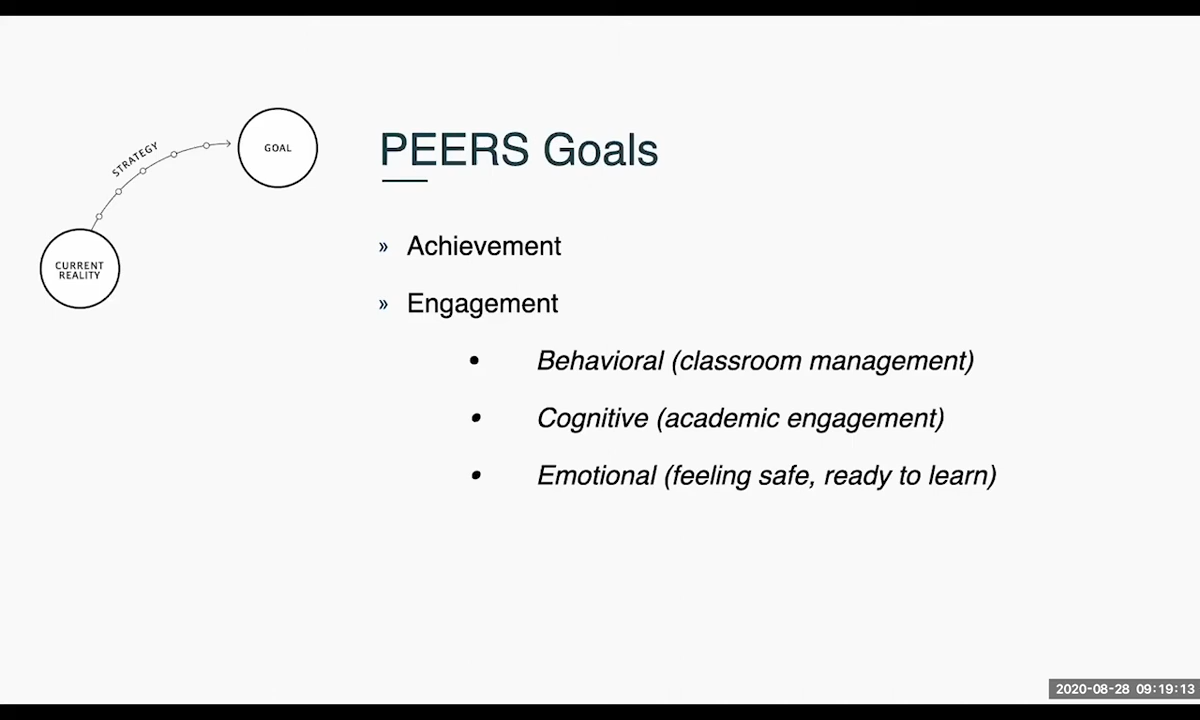 STRATEGY
GOAL
CURRENT
REALITY
PEERS Goals
» Achievement
» Engagement
• Behavioral (classroom management)
• Cognitive (academic engagement)
• Emotional (feeling safe, ready to learn)
2020-08-28 09:19:13